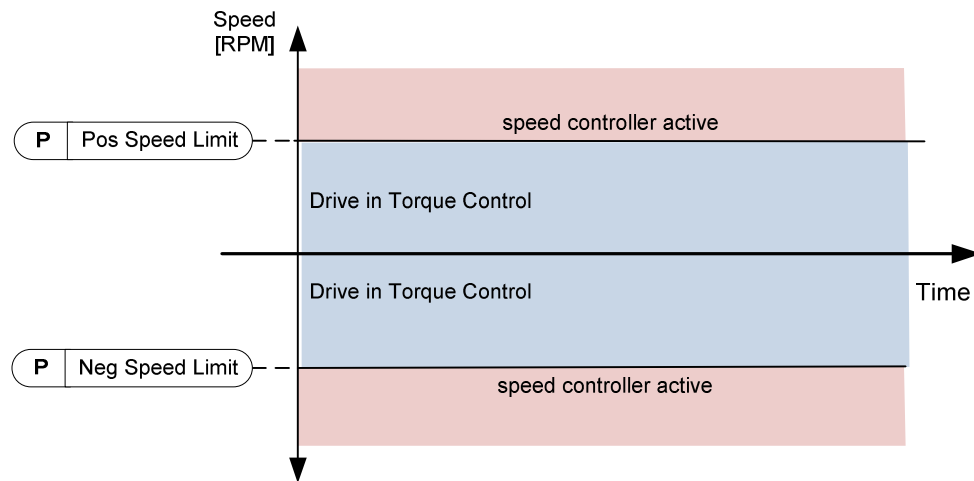 Speed
[RPM]
speed controller active
P Pos Speed Limit
Drive in Torque Control
Drive in Torque Control
Time
P Neg Speed Limit
speed controller active